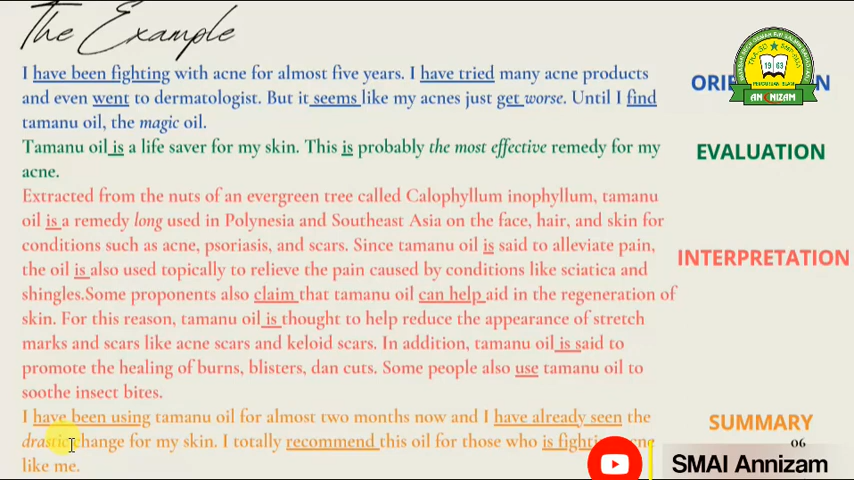 The Example
I have been fighting with acne for almost five years. I have tried many acne products
and even went to dermatologist. But it seems like my acnes just get worse. Until I find
tamanu oil, the magic oil.
Tamanu oil is a life saver for my skin. This is probably the most effective remedy for my
acne.
EVALUATION
Extracted from the nuts of an evergreen tree called Calophyllum inophyllum, tamanu
oil is a remedy long used in Polynesia and Southeast Asia on the face, hair, and skin for
conditions such as acne, psoriasis, and scars. Since tamanu oil is said to alleviate pain,
the oil is also used topically to relieve the pain caused by conditions like sciatica and
shingles.Some proponents also claim that tamanu oil can help aid in the regeneration of
skin. For this reason, tamanu oil is thought to help reduce the appearance of stretch
marks and scars like acne scars and keloid scars. In addition, tamanu oil is said to
promote the healing of burns, blisters, dan cuts. Some people also use tamanu oil to
soothe insect bites.
INTERPRETATION
I have been using tamanu oil for almost two months now and I have already seen the
drastic change for my skin. I totally recommend this oil for those who is fighting acne
like me.
SUMMARY
06
SMAI Annizam
19 63
ANNIZAM